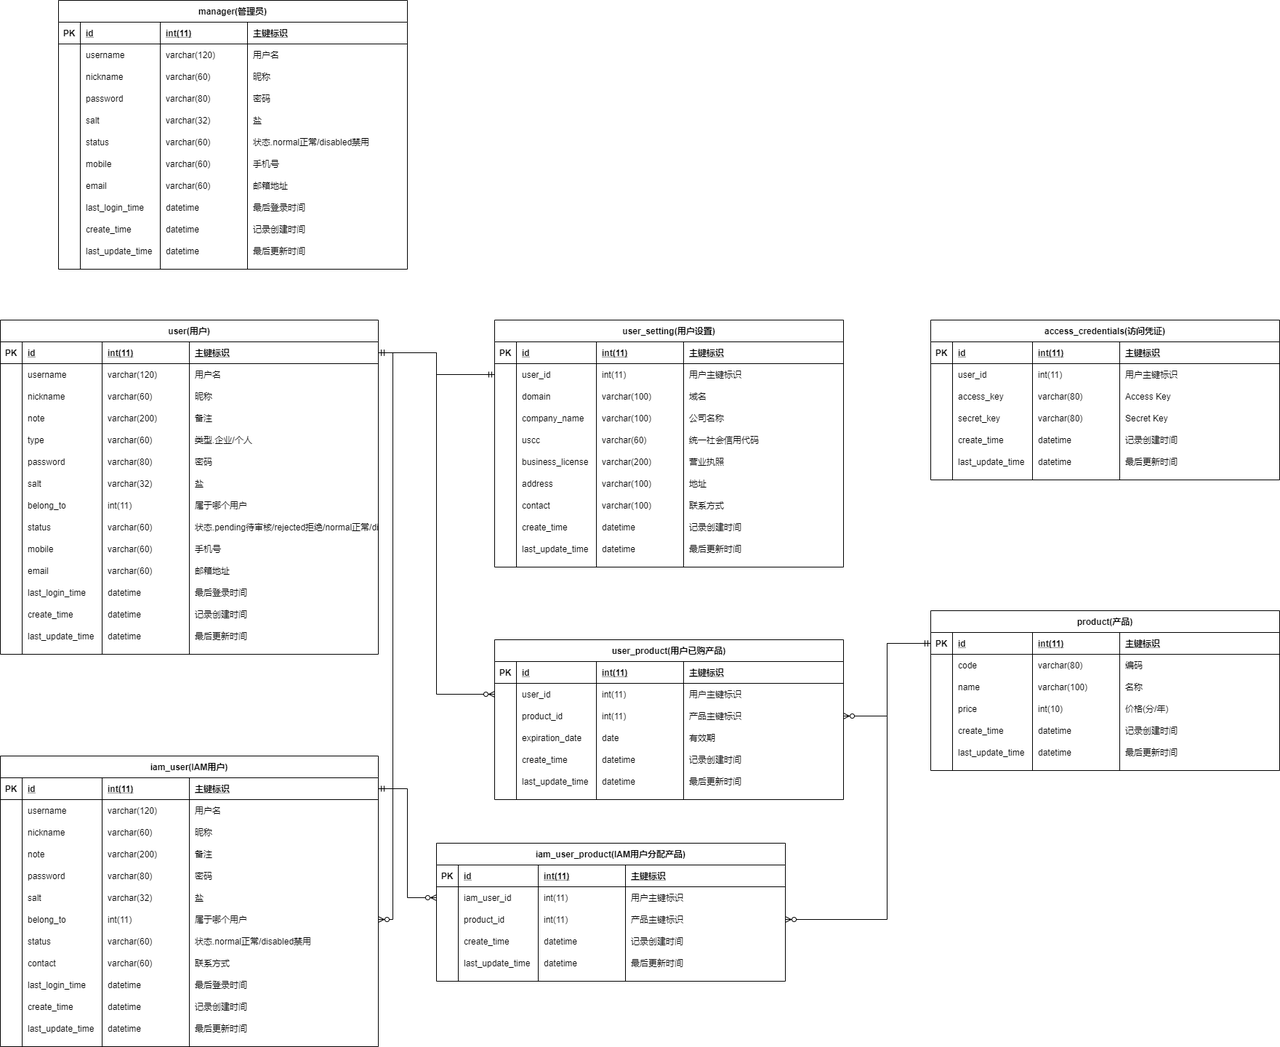 manager(管理员)
PK id int(11) 主键标识
username varchar(120) 用户名
nickname varchar(60) 昵称
password varchar(80) 密码
salt varchar(32) 盐
status varchar(60) 状态.normal正常/disabled禁用
mobile varchar(60) 手机号
email varchar(60) 邮箱地址
last_login_time datetime 最后登录时间
create_time datetime 记录创建时间
last_update_time datetime 最后更新时间
user(用户)
PK id int(11) 主键标识
username varchar(120) 用户名
nickname varchar(60) 昵称
note varchar(200) 备注
type varchar(60) 类型.企业/个人
password varchar(80) 密码
salt varchar(32) 盐
belong_to int(11) 属于哪个用户
status varchar(60) 状态.pending待审核/rejected拒绝/normal正常/di
mobile varchar(60) 手机号
email varchar(60) 邮箱地址
last_login_time datetime 最后登录时间
create_time datetime 记录创建时间
last_update_time datetime 最后更新时间
user_setting(用户设置)
PK id int(11) 主键标识
user_id int(11) 用户主键标识
domain varchar(100) 域名
company_name varchar(100) 公司名称
uscc varchar(60) 统一社会信用代码
business_license varchar(200) 营业执照
address varchar(100) 地址
contact varchar(100) 联系方式
create_time datetime 记录创建时间
last_update_time datetime 最后更新时间
access_credentials(访问凭证)
PK id int(11) 主键标识
user_id int(11) 用户主键标识
access_key varchar(80) Access Key
secret_key varchar(80) Secret Key
create_time datetime 记录创建时间
last_update_time datetime 最后更新时间
user_product(用户已购产品)
PK id int(11) 主键标识
user_id int(11) 用户主键标识
product_id int(11) 产品主键标识
expiration_date date 有效期
create_time datetime 记录创建时间
last_update_time datetime 最后更新时间
product(产品)
PK id int(11) 主键标识
code varchar(80) 编码
name varchar(100) 名称
price int(10) 价格(分/年)
create_time datetime 记录创建时间
last_update_time datetime 最后更新时间
iam_user(IAM用户)
PK id int(11) 主键标识
username varchar(120) 用户名
nickname varchar(60) 昵称
note varchar(200) 备注
password varchar(80) 密码
salt varchar(32) 盐
belong_to int(11) 属于哪个用户
status varchar(60) 状态.normal正常/disabled禁用
contact varchar(60) 联系方式
last_login_time datetime 最后登录时间
create_time datetime 记录创建时间
last_update_time datetime 最后更新时间
iam_user_product(IAM用户分配产品)
PK id int(11) 主键标识
iam_user_id int(11) 用户主键标识
product_id int(11) 产品主键标识
create_time datetime 记录创建时间
last_update_time datetime 最后更新时间